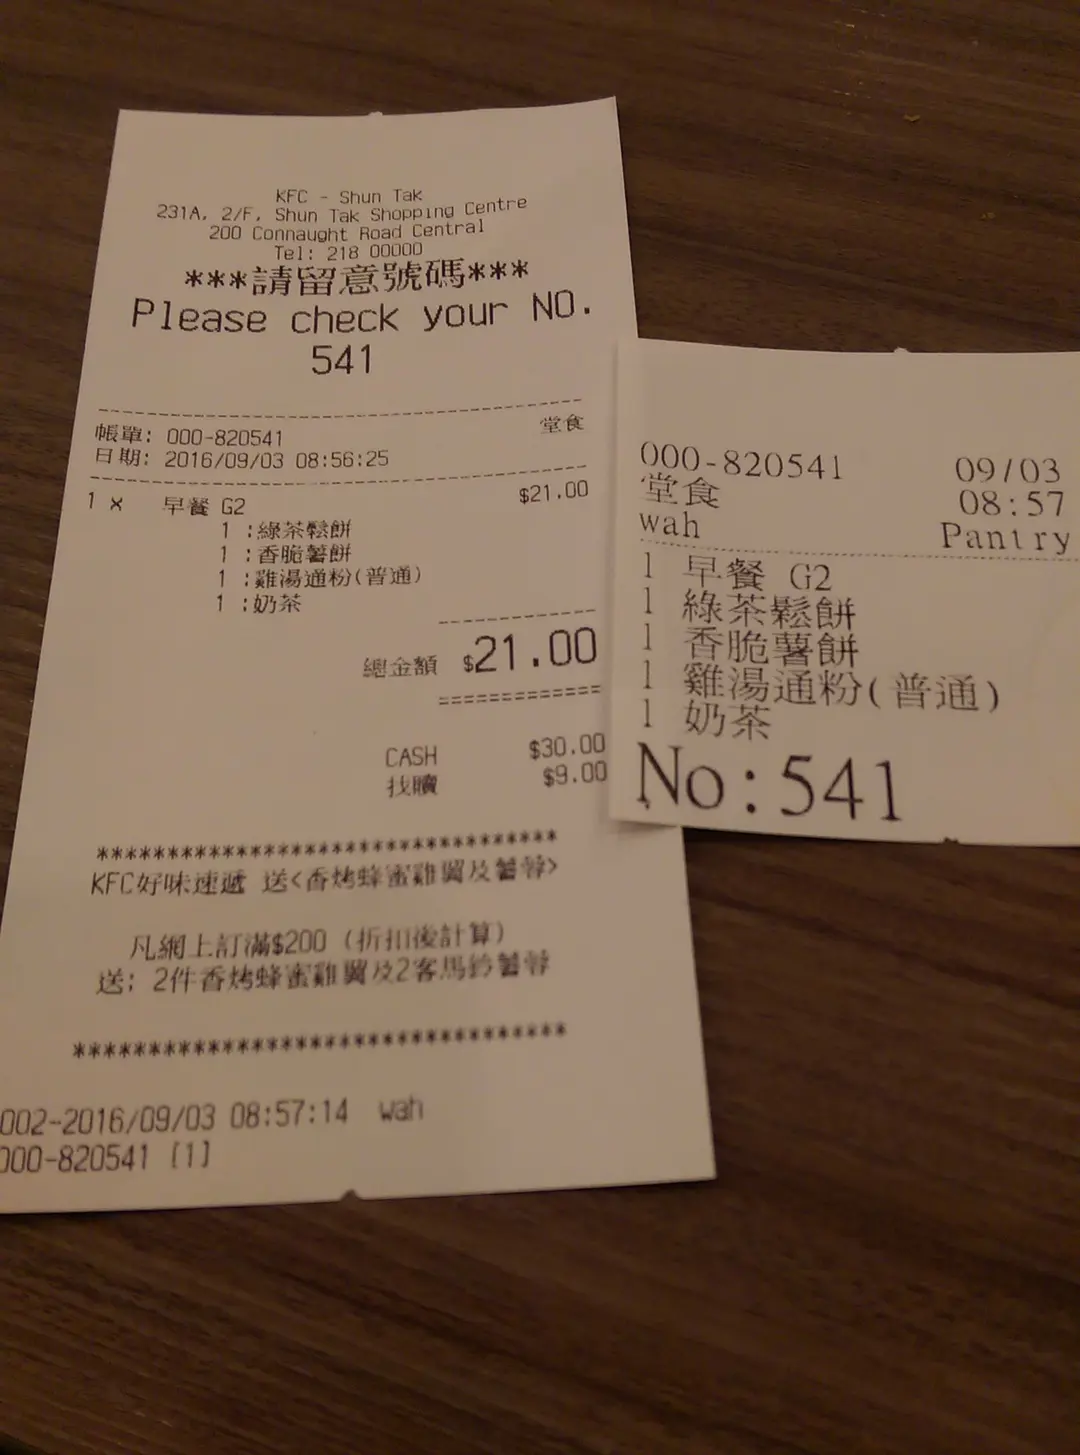 KFC - Shun Tak
231A, 2/F, Shun Tak Shopping Centre
200 Connaught Road Central
Tel: 218 00000
***請留意號碼***
Please check your NO.
541
帳單: 000-820541 堂食
日期: 2016/09/03 08:56:25
1 x 早餐 G2 $21.00
1 :綠茶鬆餅
1 :香脆薯餅
1 :雞湯通粉(普通)
1 :奶茶
總金額 $21.00
CASH $30.00
找贖 $9.00
**********************************
KFC好味速遞 送<香烤蜂蜜雞翼及薯蓉>
凡網上訂滿$200 (折扣後計算)
送: 2件香烤蜂蜜雞翼及2客馬鈴薯蓉
**********************************
002-2016/09/03 08:57:14 wah
000-820541 [1]
000-820541 09/03
堂食 08:57
wah Pantry
1 早餐 G2
1 綠茶鬆餅
1 香脆薯餅
1 雞湯通粉(普通)
1 奶茶
No:541